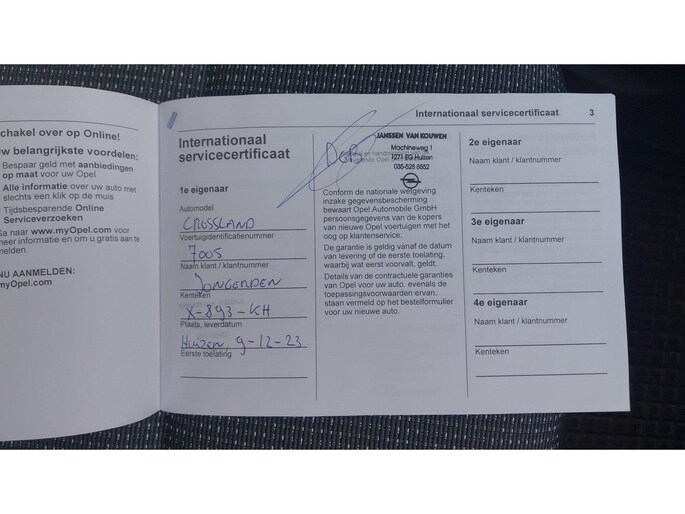 chakel over op Online!
w belangrijkste voordelen:
Bespaar geld met aanbiedingen
op maat voor uw Opel
Alle informatie over uw auto met
slechts een klik op de muis
Tijdsbesparende Online
Serviceverzoeken
Ga naar www.myOpel.com voor
meer informatie en om u gratis aan te
melden.
NU AANMELDEN:
myOpel.com
Internationaal servicecertificaat 3
Internationaal
servicecertificaat
1e eigenaar
Automodel
CROSSLAND
Voertuigidentificatienummer
7005
Naam klant / klantnummer
JONGERDEN
Kenteken
X-893-KH
Plaats, leverdatum
Huizen, 9-12-23
Eerste toelating
JANSSEN VAN KOUWEN
Machineweg 1
1271 EG Huizen
035-526 8852
Conform de nationale wetgeving
inzake gegevensbescherming
bewaart Opel Automobile GmbH
persoonsgegevens van de kopers
van nieuwe Opel voertuigen met het
oog op klantenservice.
De garantie is geldig vanaf de datum
van levering of de eerste toelating,
waarbij wat eerst voorvalt, geldt.
Details van de contractuele garanties
van Opel voor uw auto, evenals de
toepassingsvoorwaarden ervan,
staan vermeld op het bestelformulier
voor uw nieuwe auto.
2e eigenaar
Naam klant / klantnummer
Kenteken
3e eigenaar
Naam klant / klantnummer
Kenteken
4e eigenaar
Naam klant / klantnummer
Kenteken